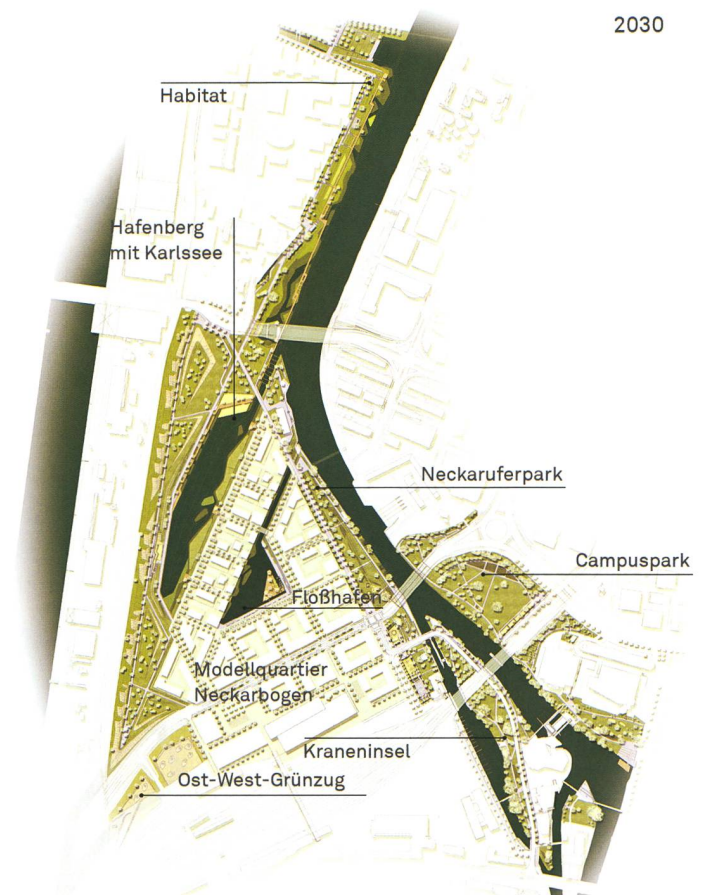 2030
Habitat
Hafenberg
mit Karlssee
Neckaruferpark
Campuspark
Floßhafen
Modellquartier
Neckarbogen
Kraneninsel
Ost-West-Grünzug